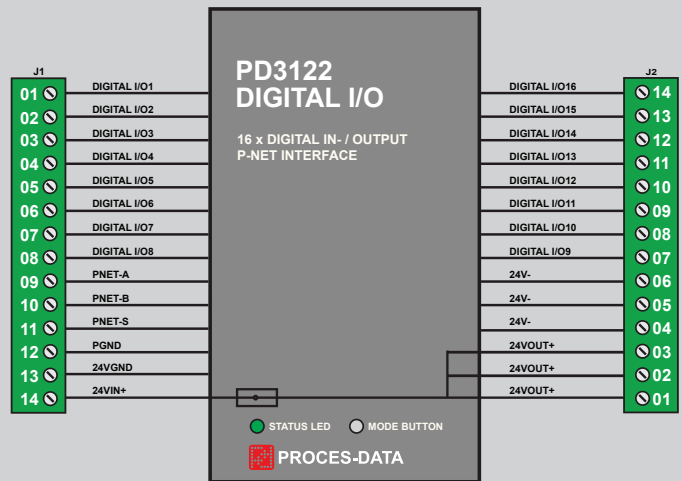 J1
01 DIGITAL I/O1
02 DIGITAL I/O2
03 DIGITAL I/O3
04 DIGITAL I/O4
05 DIGITAL I/O5
06 DIGITAL I/O6
07 DIGITAL I/O7
08 DIGITAL I/O8
09 PNET-A
10 PNET-B
11 PNET-S
12 PGND
13 24VGND
14 24VIN+
PD3122
DIGITAL I/O
16 x DIGITAL IN- / OUTPUT
P-NET INTERFACE
STATUS LED MODE BUTTON
PROCES-DATA
J2
DIGITAL I/O16 14
DIGITAL I/O15 13
DIGITAL I/O14 12
DIGITAL I/O13 11
DIGITAL I/O12 10
DIGITAL I/O11 09
DIGITAL I/O10 08
DIGITAL I/O9 07
24V- 06
24V- 05
24V- 04
24VOUT+ 03
24VOUT+ 02
24VOUT+ 01